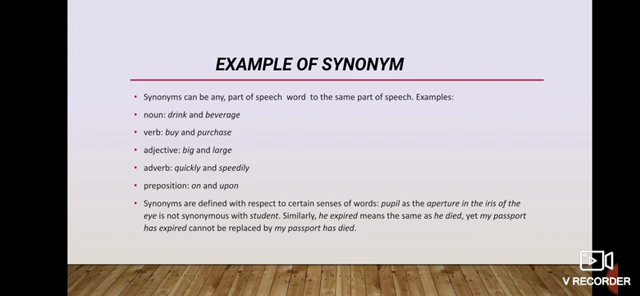 EXAMPLE OF SYNONYM
• Synonyms can be any, part of speech word to the same part of speech. Examples:
• noun: drink and beverage
• verb: buy and purchase
• adjective: big and large
• adverb: quickly and speedily
• preposition: on and upon
• Synonyms are defined with respect to certain senses of words: pupil as the aperture in the iris of the
eye is not synonymous with student. Similarly, he expired means the same as he died, yet my passport
has expired cannot be replaced by my passport has died.
V RECORDER